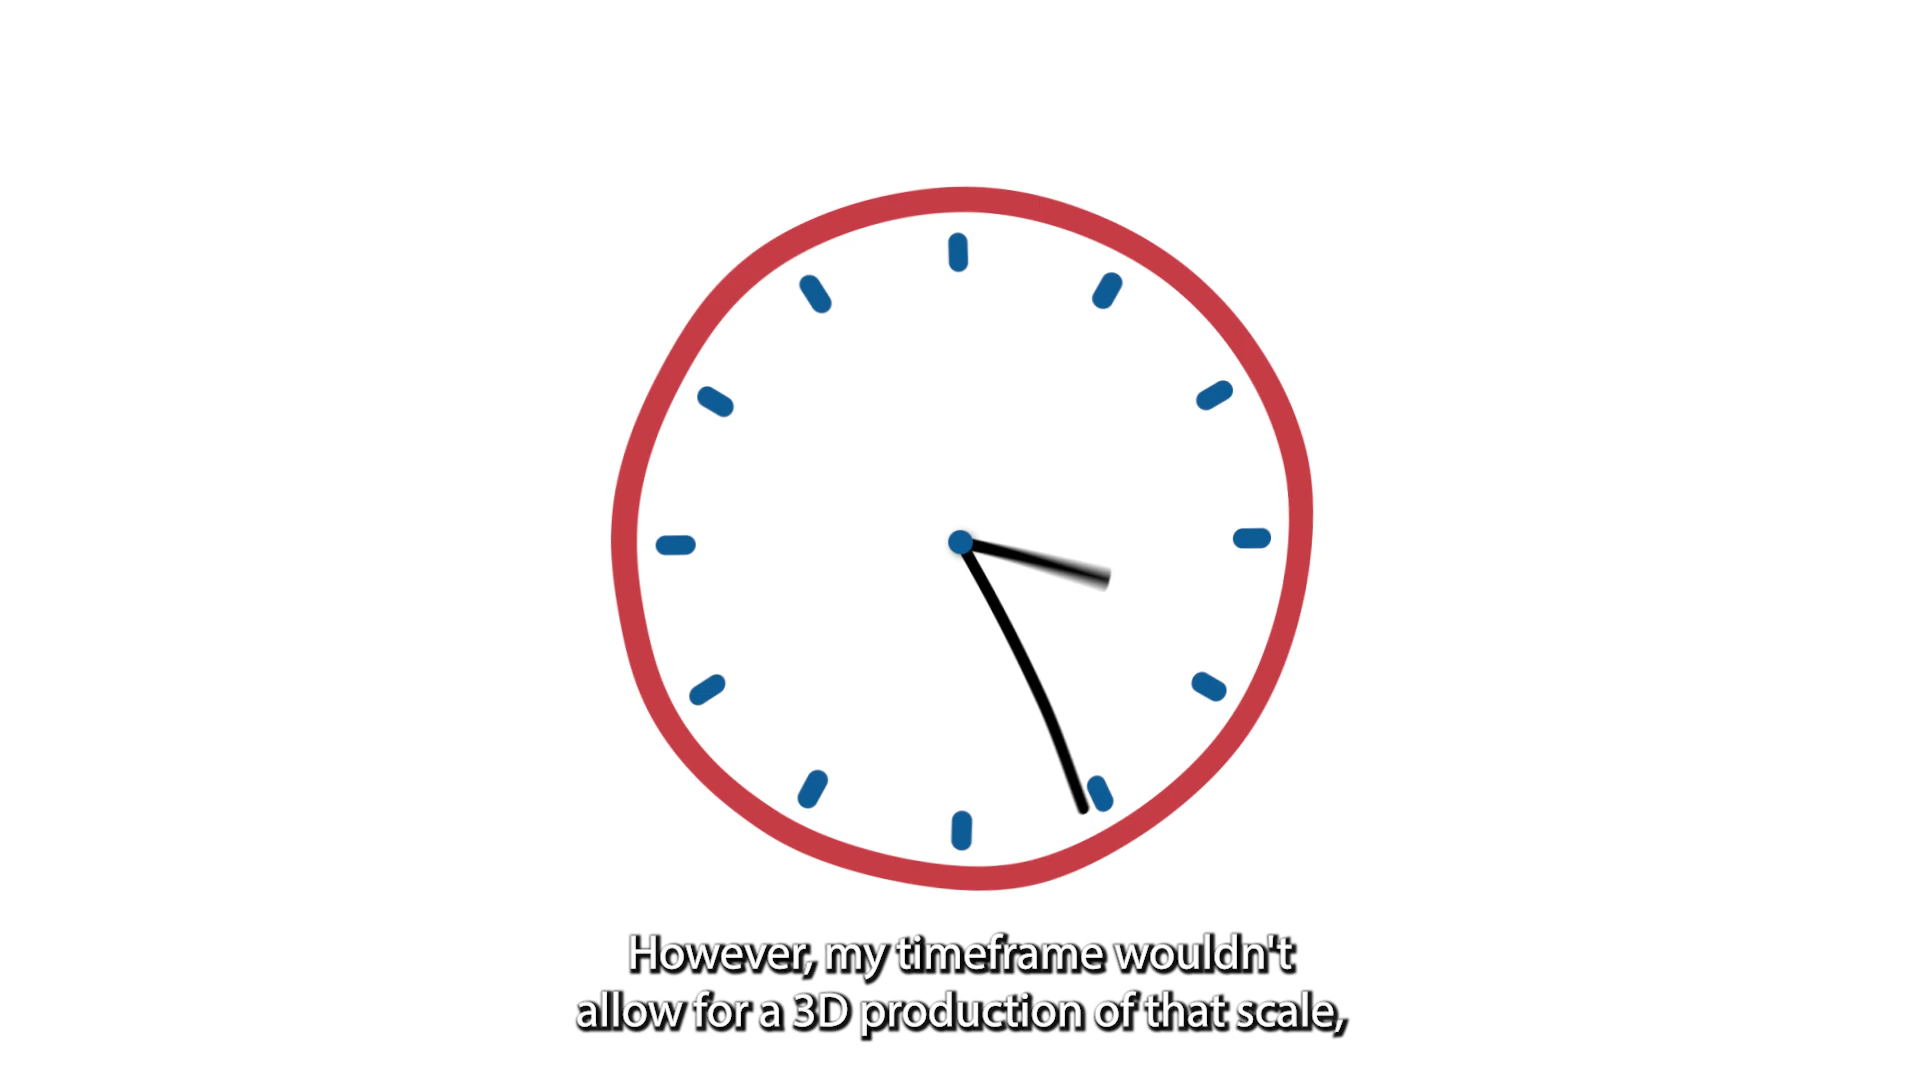 However, my timeframe wouldn't
allow for a 3D production of that scale,